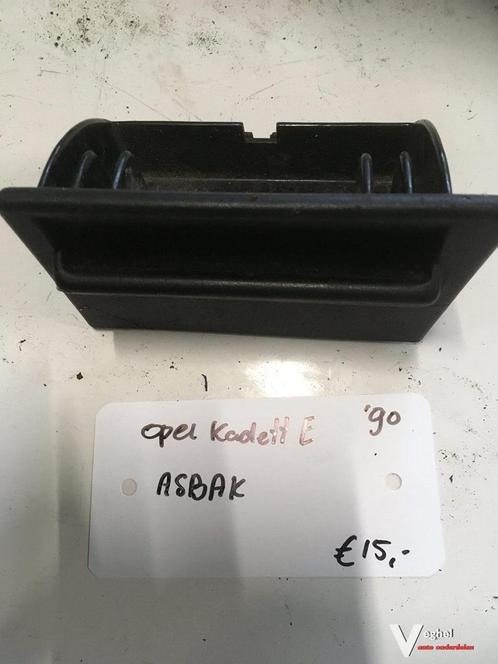 Opel Kadett E '90
ASBAK
€15,-
Veghel
auto onderdelen